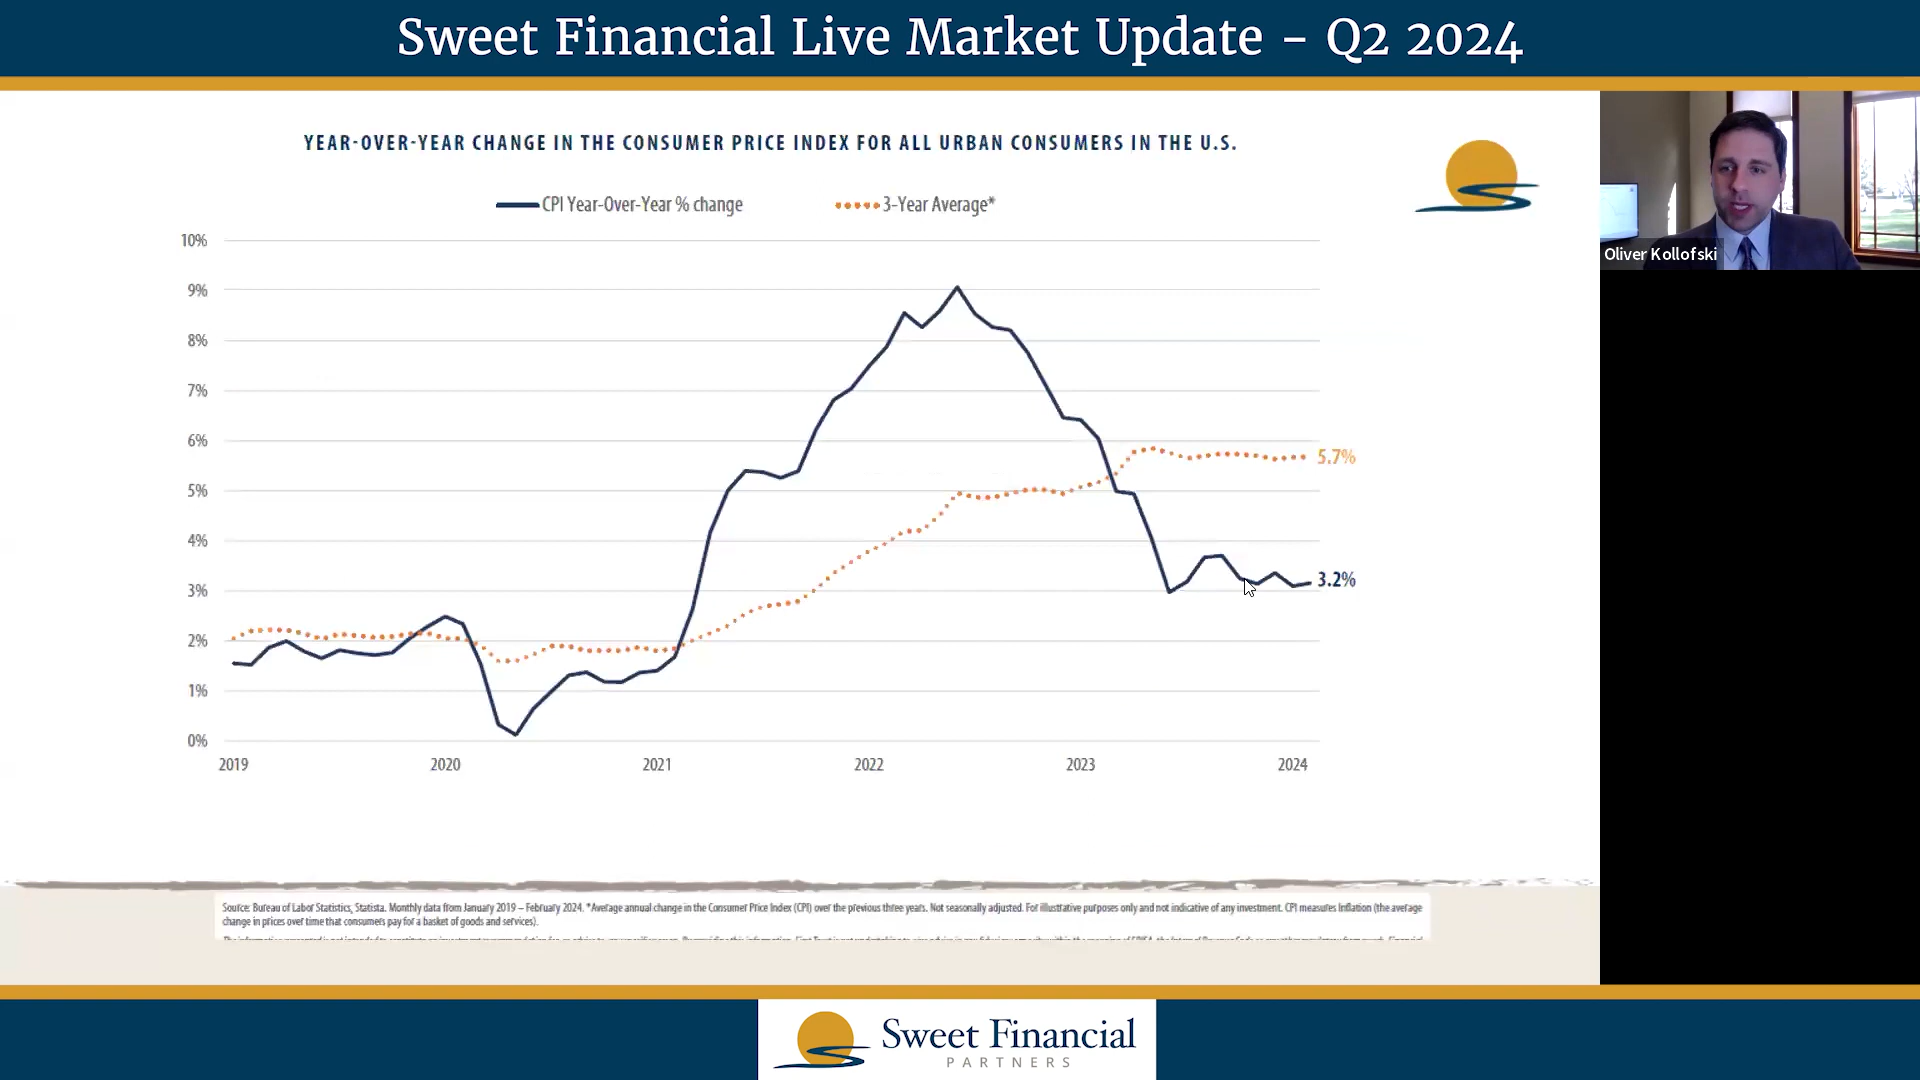 Sweet Financial Live Market Update - Q2 2024
YEAR-OVER-YEAR CHANGE IN THE CONSUMER PRICE INDEX FOR ALL URBAN CONSUMERS IN THE U.S.
CPI Year-Over-Year % change
3-Year Average*
Oliver Kollofski
10%
9%
8%
7%
6%
5%
4%
3%
2%
1%
0%
5.7%
3.2%
2019 2020 2021 2022 2023 2024
Source: Bureau of Labor Statistics, Statista. Monthly data from January 2019 – February 2024. *Average annual change in the Consumer Price Index (CPI) over the previous three years. Not seasonally adjusted. For illustrative purposes only and not indicative of any investment. CPI measures inflation (the average
change in prices over time that consumers pay for a basket of goods and services).
Sweet Financial
PARTNERS